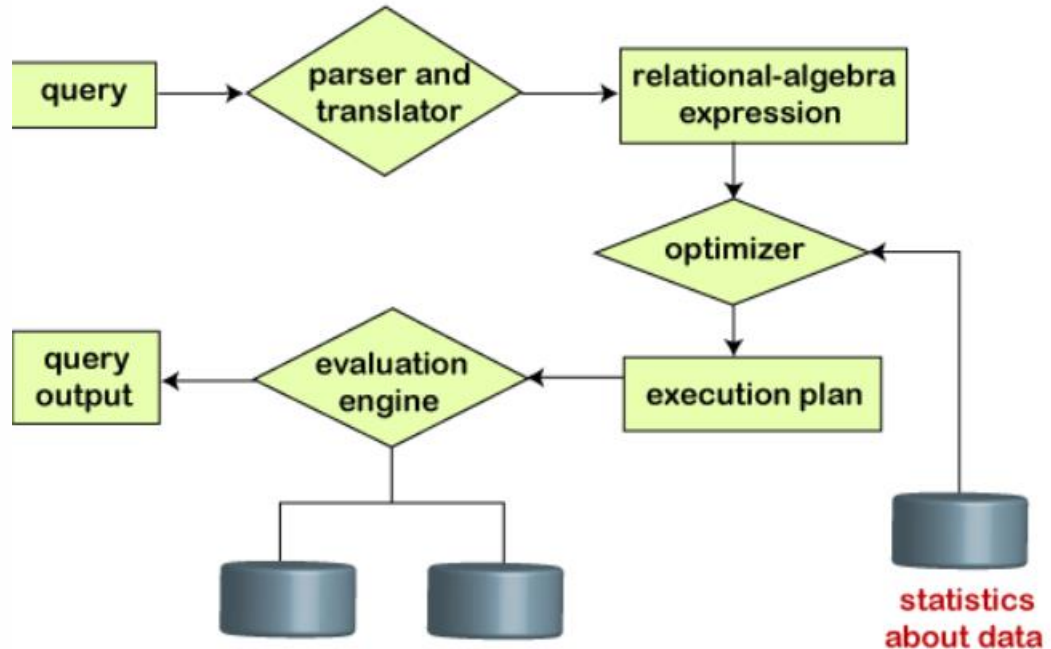 query
parser and
translator
relational-algebra
expression
optimizer
query
output
evaluation
engine
execution plan
statistics
about data